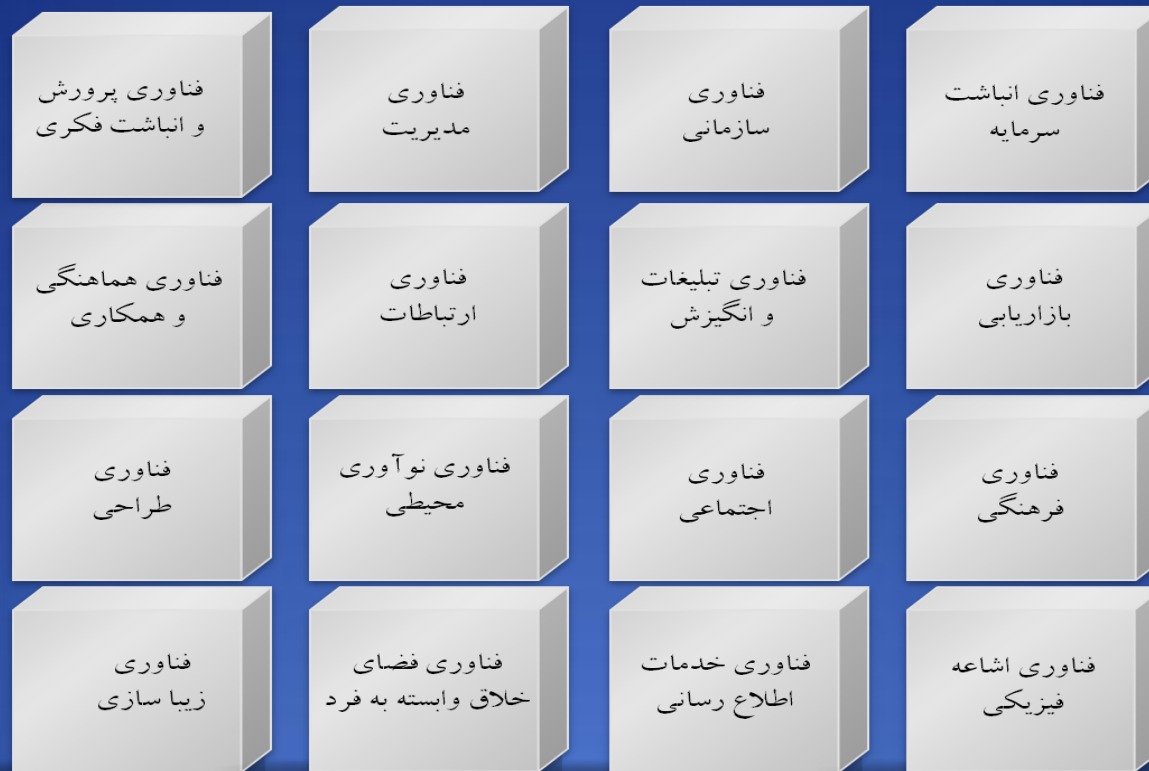 فناوری انباشت
سرمایه
فناوری
سازمانی
فناوری
مدیریت
فناوری پرورش
و انباشت فکری
فناوری
بازاریابی
فناوری تبلیغات
و انگیزش
فناوری
ارتباطات
فناوری هماهنگی
و همکاری
فناوری
فرهنگی
فناوری
اجتماعی
فناوری نوآوری
محیطی
فناوری
طراحی
فناوری اشاعه
فیزیکی
فناوری خدمات
اطلاع رسانی
فناوری فضای
خلاق وابسته به فرد
فناوری
زیبا سازی